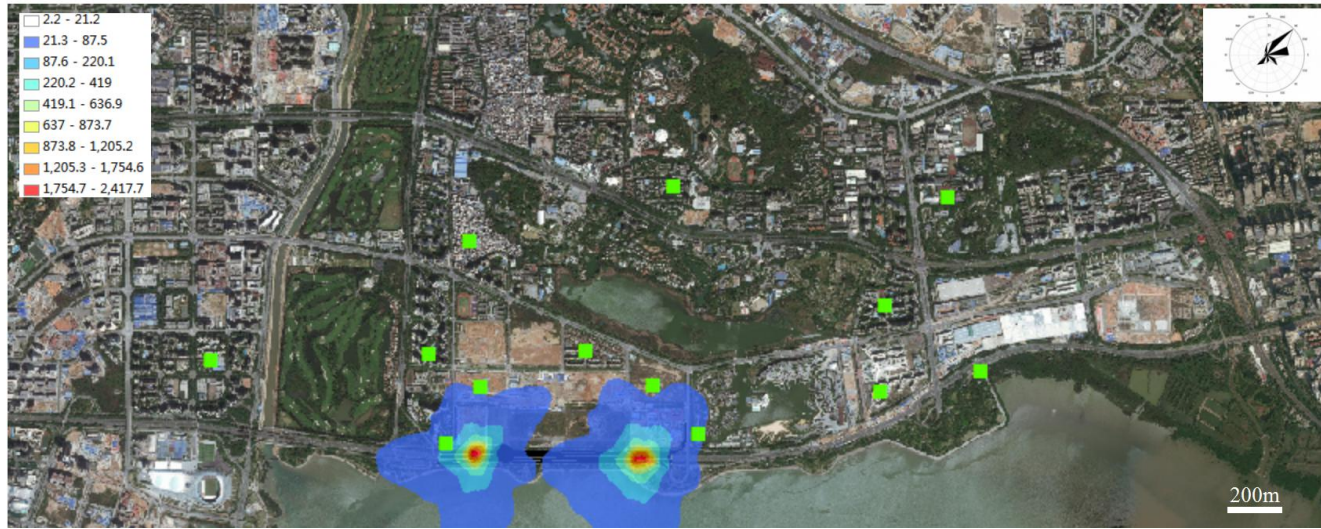 2.2 - 21.2
21.3 - 87.5
87.6 - 220.1
220.2 - 419
419.1 - 636.9
637 - 873.7
873.8 - 1,205.2
1,205.3 - 1,754.6
1,754.7 - 2,417.7
200m